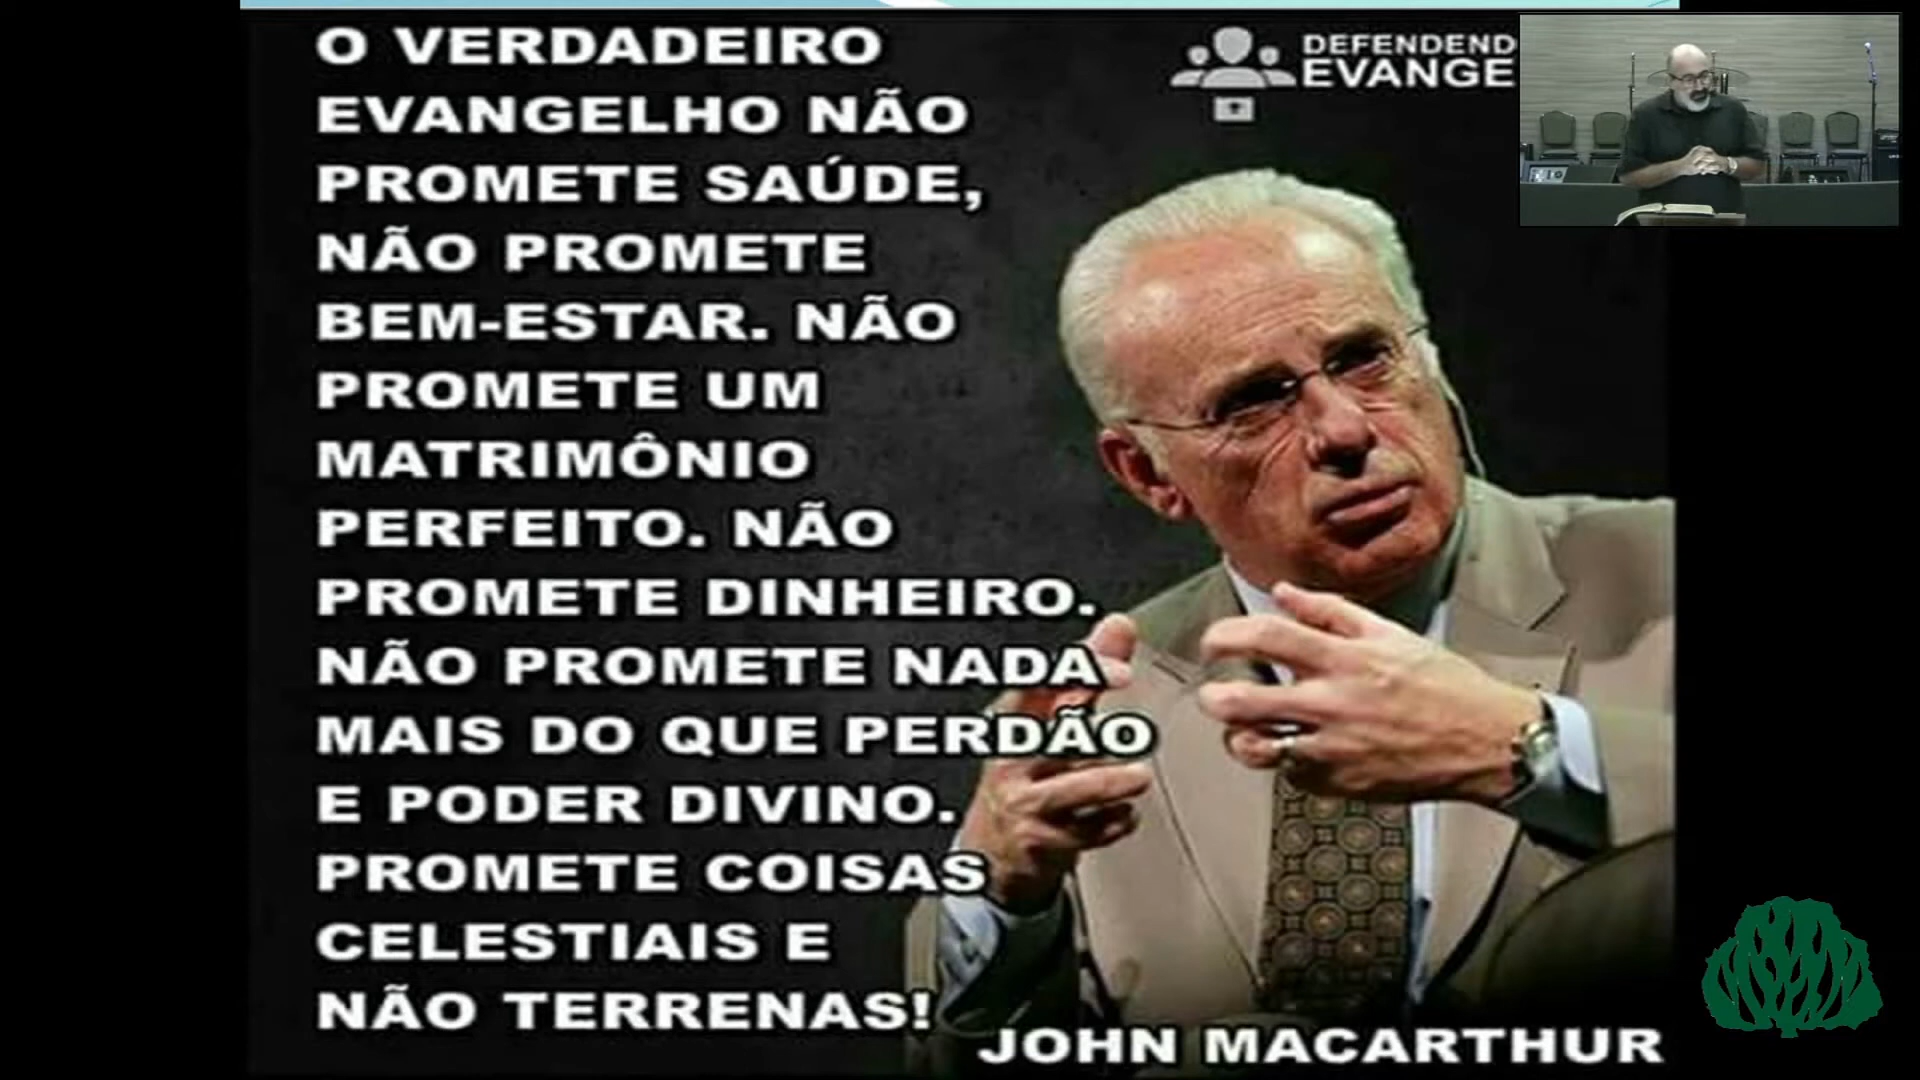 O VERDADEIRO
EVANGELHO NÃO
PROMETE SAÚDE,
NÃO PROMETE
BEM-ESTAR. NÃO
PROMETE UM
MATRIMÔNIO
PERFEITO. NÃO
PROMETE DINHEIRO.
NÃO PROMETE NADA
MAIS DO QUE PERDÃO
E PODER DIVINO.
PROMETE COISAS
CELESTIAIS E
NÃO TERRENAS!
DEFENDEND
EVANGE
JOHN MACARTHUR